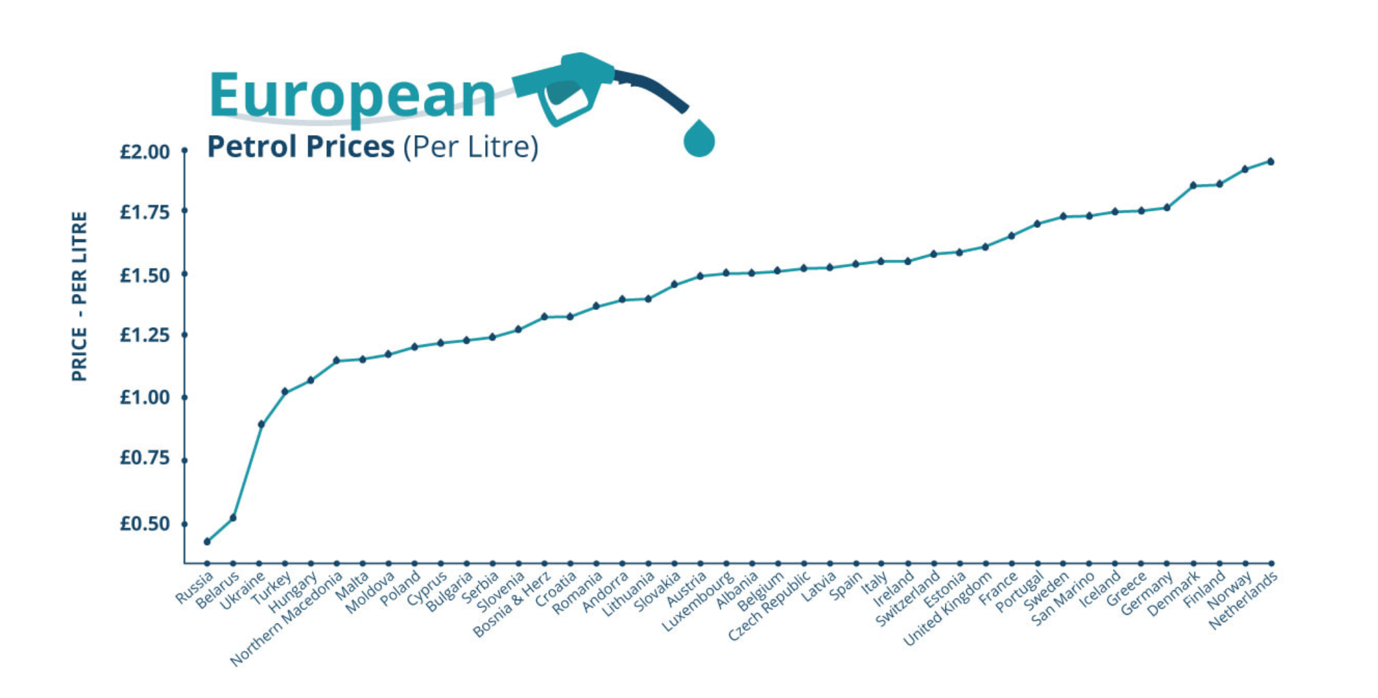 European
Petrol Prices (Per Litre)
PRICE - PER LITRE
£2.00
£1.75
£1.50
£1.25
£1.00
£0.75
£0.50
Russia
Belarus
Ukraine
Turkey
Hungary
Northern Macedonia
Malta
Moldova
Poland
Cyprus
Bulgaria
Serbia
Slovenia
Bosnia & Herz
Croatia
Romania
Andorra
Lithuania
Slovakia
Austria
Luxembourg
Albania
Belgium
Czech Republic
Latvia
Spain
Italy
Ireland
Switzerland
Estonia
United Kingdom
France
Portugal
Sweden
San Marino
Iceland
Greece
Germany
Denmark
Finland
Norway
Netherlands